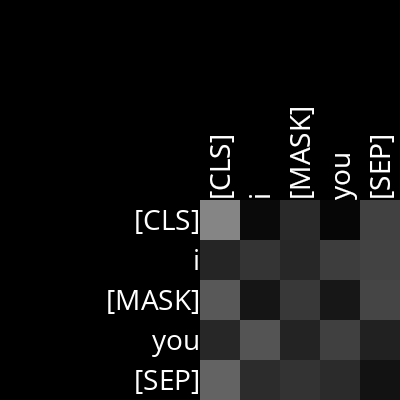 [CLS] i [MASK] you [SEP]
[CLS]
i
[MASK]
you
[SEP]